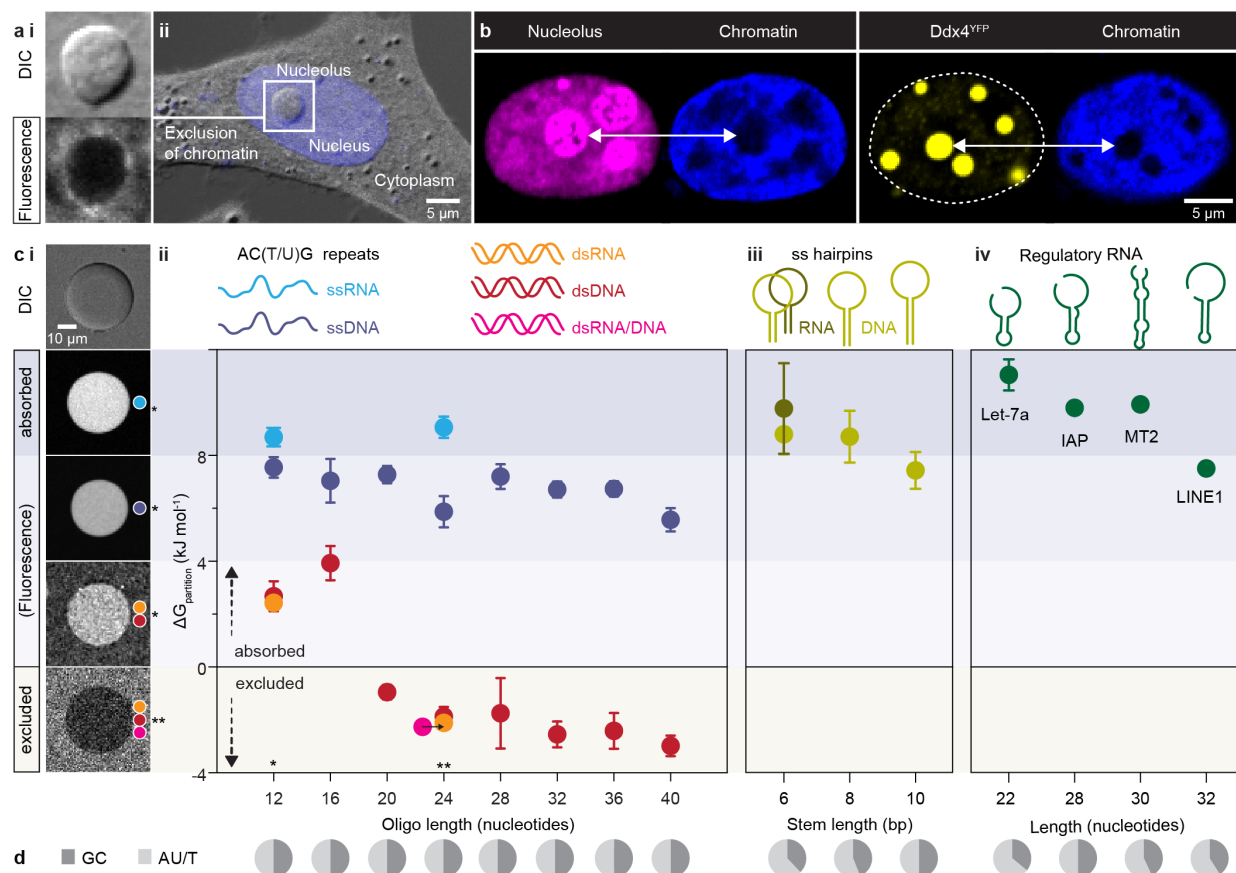 a i
DIC
Fluorescence
ii
Nucleolus
Exclusion
of chromatin
Nucleus
Cytoplasm
5 µm
b
Nucleolus
Chromatin
Ddx4YFP
Chromatin
5 µm
c i
DIC
10 µm
absorbed
(Fluorescence)
excluded
*
*
*
**
ii
AC(T/U)G repeats
ssRNA
ssDNA
dsRNA
dsDNA
dsRNA/DNA
ΔGpartition (kJ mol-1)
8
4
0
-4
absorbed
excluded
*
**
12 16 20 24 28 32 36 40
Oligo length (nucleotides)
iii
ss hairpins
RNA
DNA
6 8 10
Stem length (bp)
iv
Regulatory RNA
Let-7a
IAP
MT2
LINE1
22 28 30 32
Length (nucleotides)
d
GC
AU/T